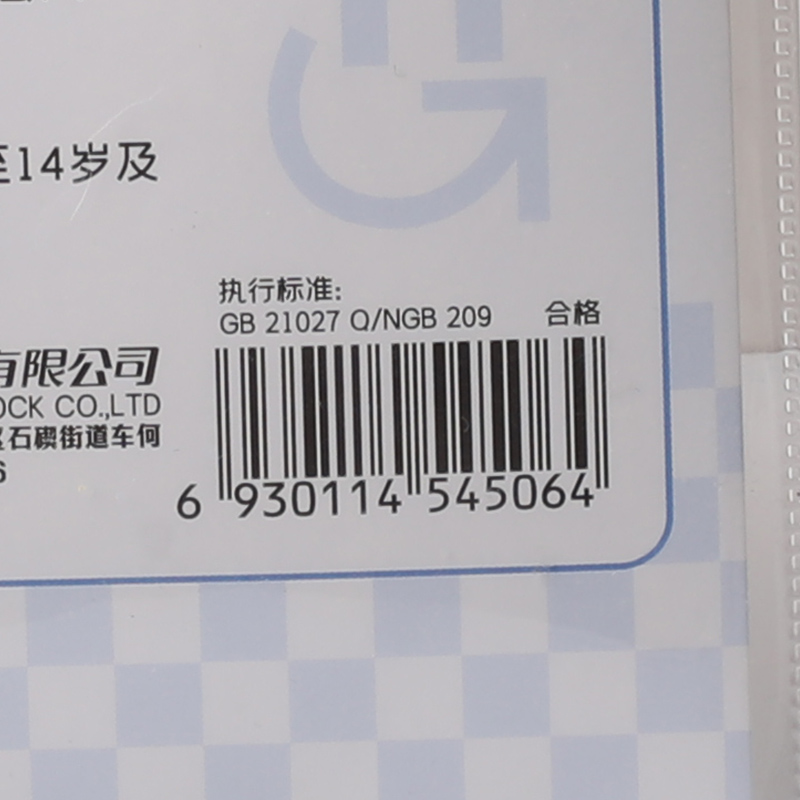 至14岁及
执行标准:
GB 21027 Q/NGB 209 合格
有限公司
OCK CO.,LTD
石碶街道车何
6
6 930114 545064